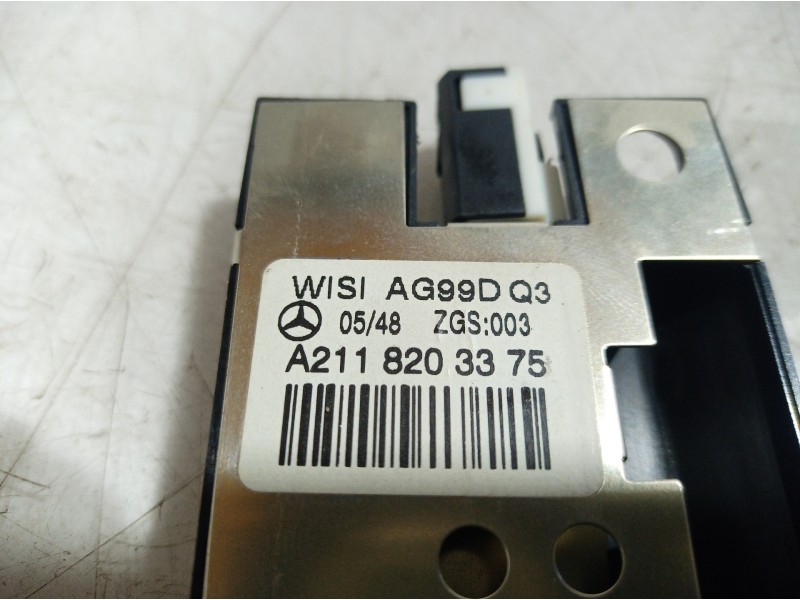 WISI AG99D Q3
05/48 ZGS:003
A211 820 33 75